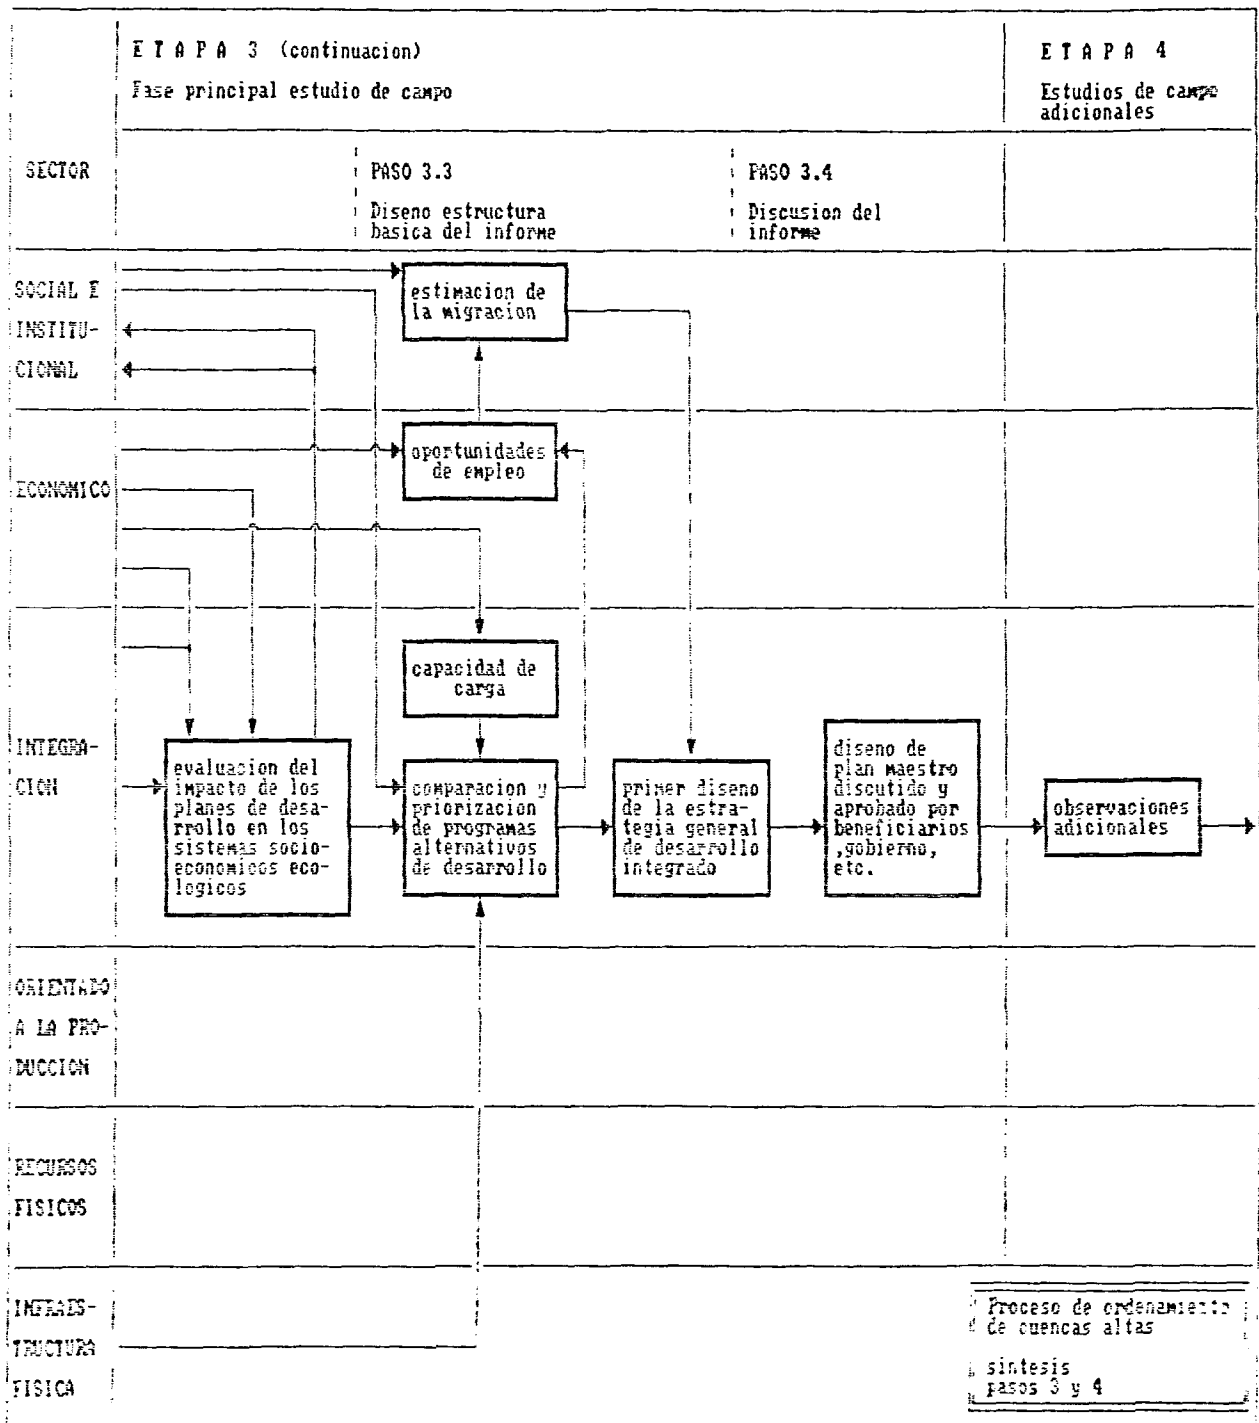 E T A P A 3 (continuacion)
Fase principal estudio de campo
E T A P A 4
Estudios de campo
adicionales
SECTOR
PASO 3.3
Diseno estructura
basica del informe
PASO 3.4
Discusion del
informe
SOCIAL E
INSTITU-
CIONAL
estimacion de
la migracion
ECONOMICO
oportunidades
de empleo
INTEGRA-
CION
capacidad de
carga
evaluacion del
impacto de los
planes de desa-
rrollo en los
sistemas socio-
economicos eco-
logicos
comparacion y
priorizacion
de programas
alternativos
de desarrollo
primer diseno
de la estra-
tegia general
de desarrollo
integrado
diseno de
plan maestro
discutido y
aprobado por
beneficiarios
,gobierno,
etc.
observaciones
adicionales
ORIENTADO
A LA PRO-
DUCCION
RECURSOS
FISICOS
INFRAES-
TRUCTURA
FISICA
Proceso de ordenamiento
de cuencas altas
sintesis
pasos 3 y 4